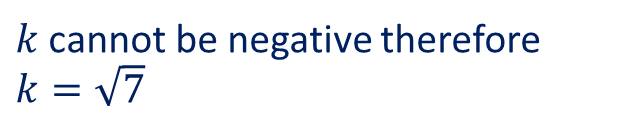 k cannot be negative therefore
k = √7